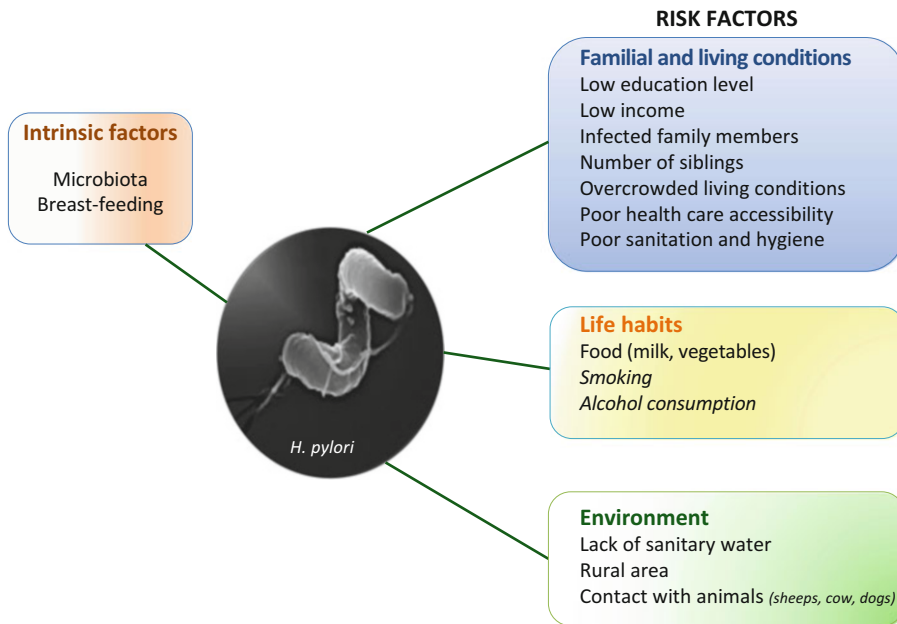 RISK FACTORS
Familial and living conditions
Low education level
Low income
Infected family members
Number of siblings
Overcrowded living conditions
Poor health care accessibility
Poor sanitation and hygiene
Intrinsic factors
Microbiota
Breast-feeding
H. pylori
Life habits
Food (milk, vegetables)
Smoking
Alcohol consumption
Environment
Lack of sanitary water
Rural area
Contact with animals (sheeps, cow, dogs)